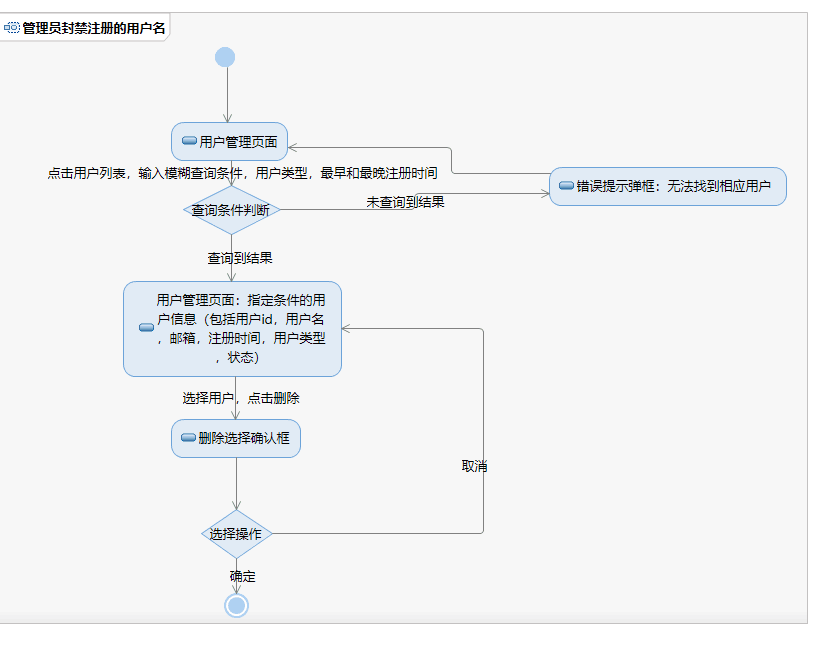 管理员封禁注册的用户名
用户管理页面
点击用户列表，输入模糊查询条件，用户类型，最早和最晚注册时间
错误提示弹框：无法找到相应用户
查询条件判断
未查询到结果
查询到结果
用户管理页面：指定条件的用
户信息（包括用户id，用户名
，邮箱，注册时间，用户类型
，状态）
选择用户，点击删除
删除选择确认框
取消
选择操作
确定